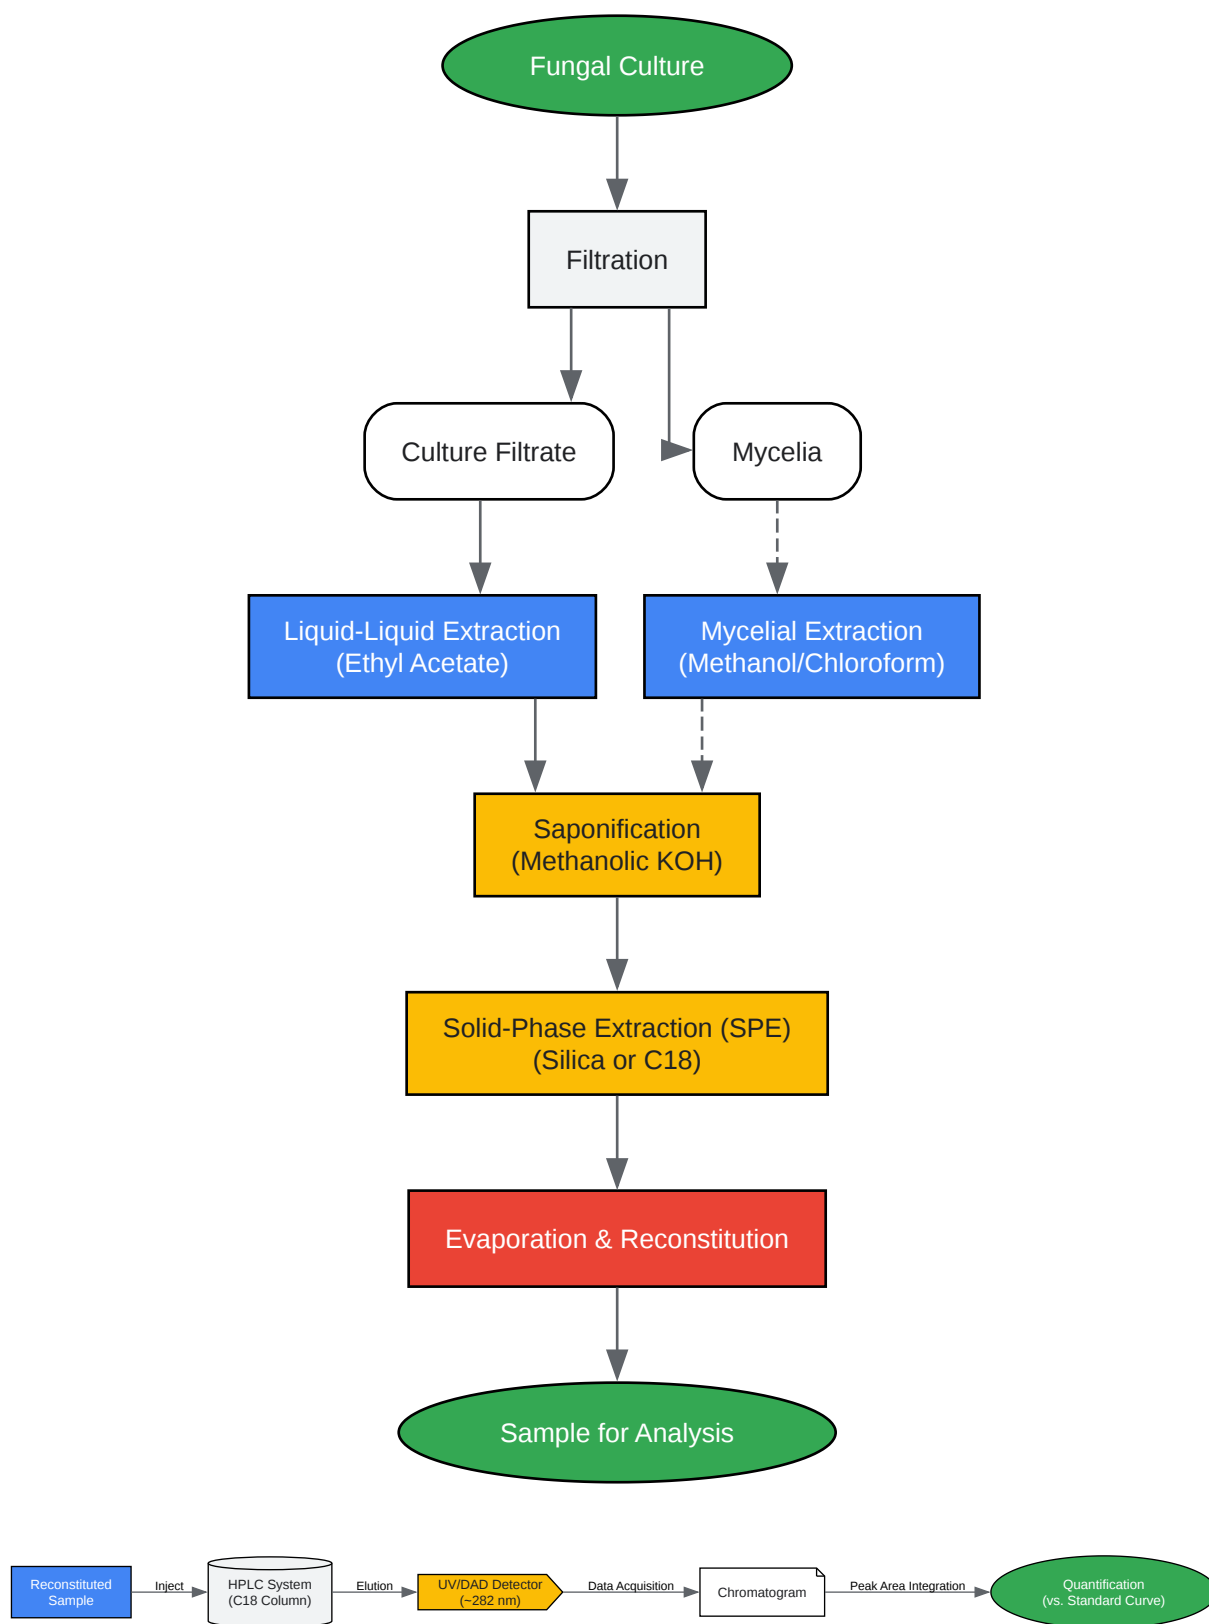 Fungal Culture
Filtration
Culture Filtrate
Mycelia
Liquid-Liquid Extraction
(Ethyl Acetate)
Mycelial Extraction
(Methanol/Chloroform)
Saponification
(Methanolic KOH)
Solid-Phase Extraction (SPE)
(Silica or C18)
Evaporation & Reconstitution
Sample for Analysis
Reconstituted
Sample
Inject
HPLC System
(C18 Column)
Elution
UV/DAD Detector
(~282 nm)
Data Acquisition
Chromatogram
Peak Area Integration
Quantification
(vs. Standard Curve)